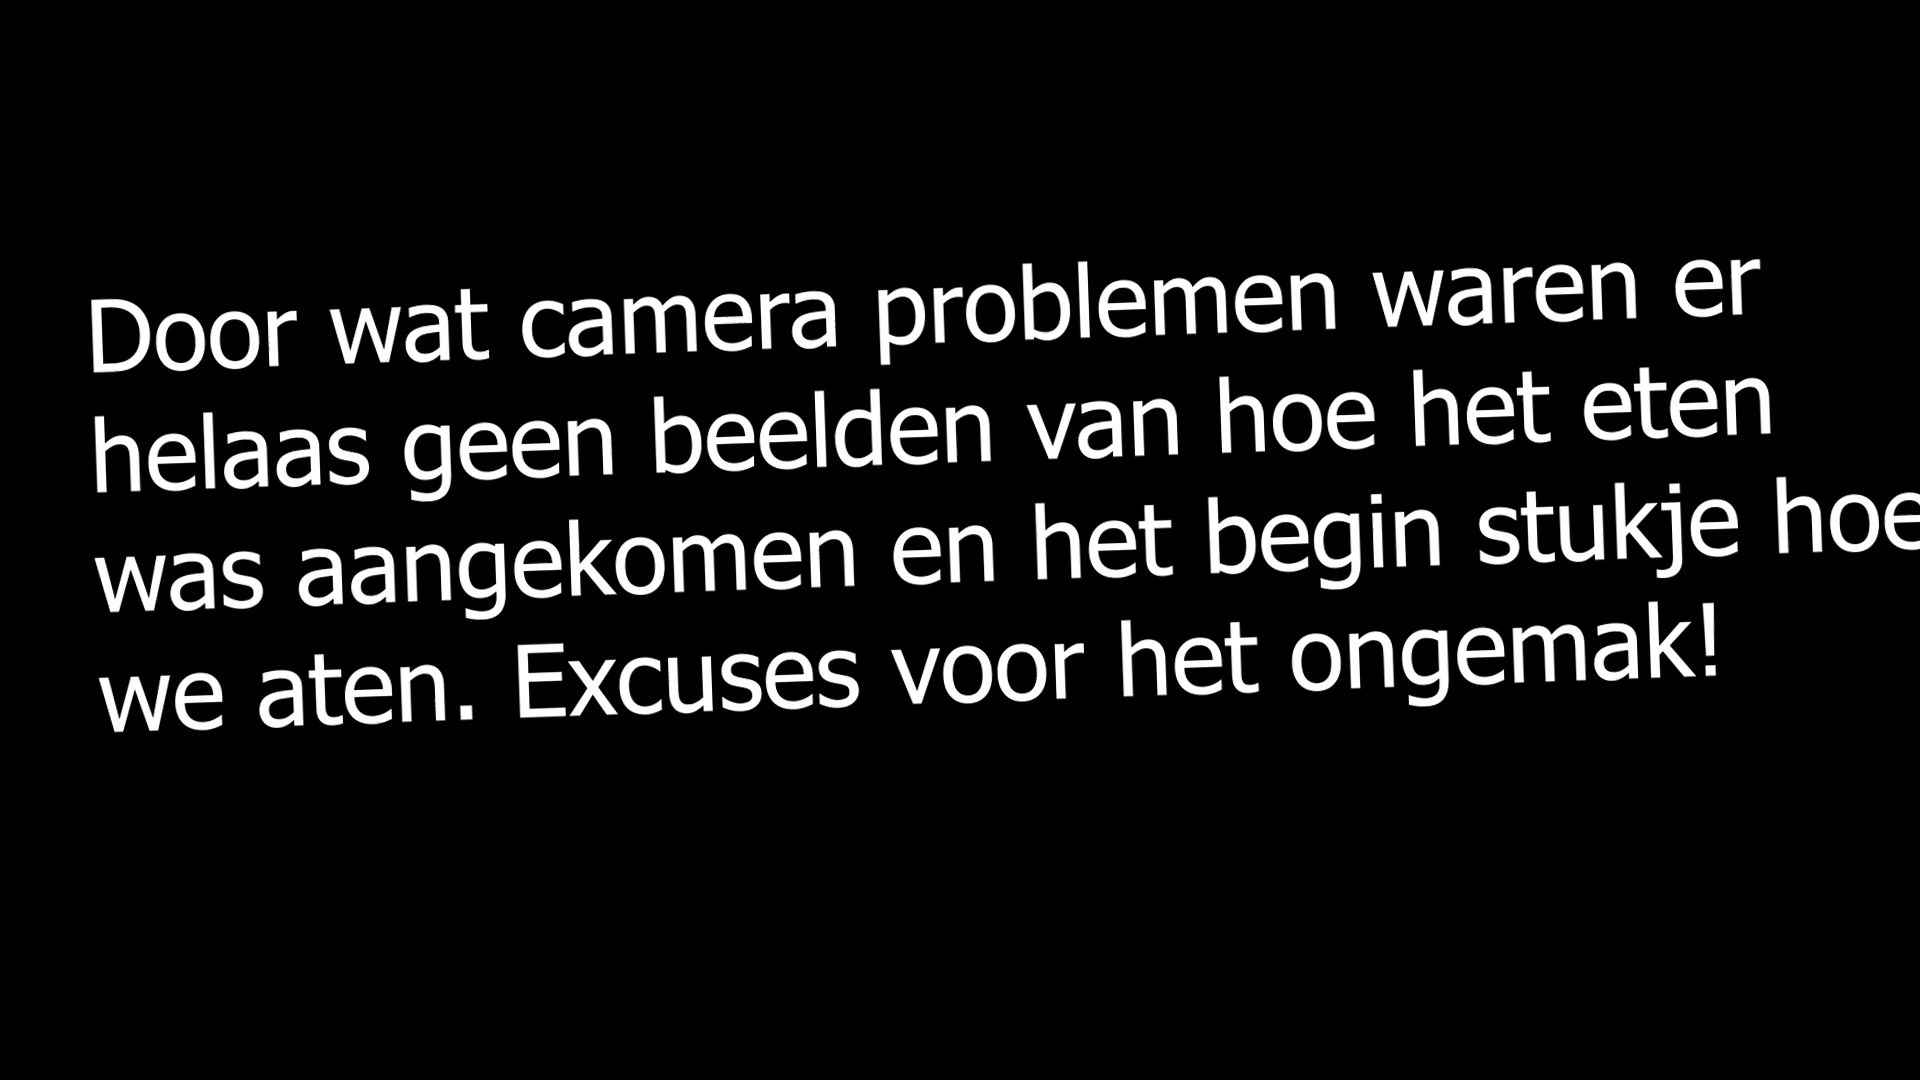 Door wat camera problemen waren er
helaas geen beelden van hoe het eten
was aangekomen en het begin stukje hoe
we aten. Excuses voor het ongemak!